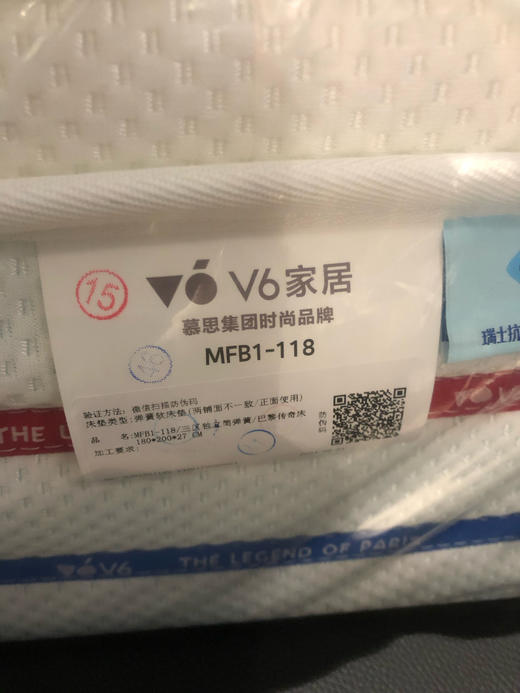 15
V6家居
慕思集团时尚品牌
MFB1-118
验证方法: 微信扫描防伪码
床垫类型: 弹簧软床垫(两铺面不一致/正面使用)
品 名:MFB1-118/三区独立筒弹簧/巴黎传奇床
180*200*27 CM
加工要求:
防伪码
瑞士抗
THE L
V6
V6 THE LEGEND OF PARIS